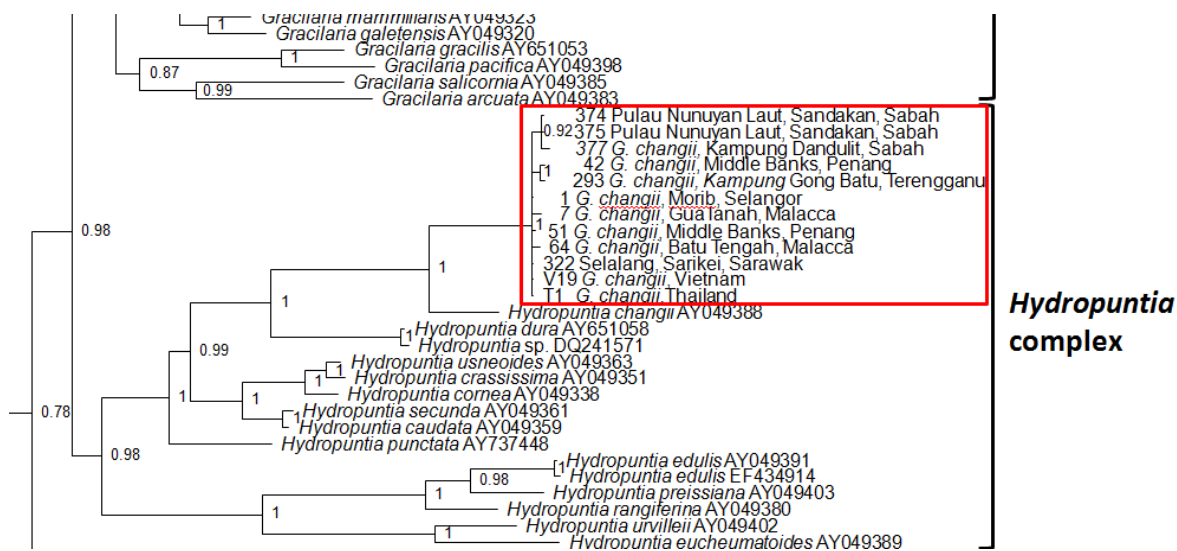 Gracilaria mammillaris AY049323
1
Gracilaria galetensis AY049320
Gracilaria gracilis AY651053
1
0.87
Gracilaria pacifica AY049398
Gracilaria salicornia AY049385
0.99
Gracilaria arcuata AY049383
374 Pulau Nunuyan Laut, Sandakan, Sabah
0.92
375 Pulau Nunuyan Laut, Sandakan, Sabah
377 G. changii, Kampung Dandulit, Sabah
42 G. changii, Middle Banks, Penang
1
293 G. changii, Kampung Gong Batu, Terengganu
1 G. changii, Morib, Selangor
7 G. changii, GuaTanah, Malacca
1
51 G. changii, Middle Banks, Penang
0.98
64 G. changii, Batu Tengah, Malacca
322 Selalang, Sarikei, Sarawak
1
V19 G. changii, Vietnam
T1 G. changii,Thailand
1
Hydropuntia changii AY049388
Hydropuntia complex
Hydropuntia dura AY651058
1
Hydropuntia sp. DQ241571
0.99
Hydropuntia usneoides AY049363
1
1
Hydropuntia crassissima AY049351
1
1
Hydropuntia cornea AY049338
0.78
Hydropuntia secunda AY049361
1
Hydropuntia caudata AY049359
Hydropuntia punctata AY737448
0.98
Hydropuntia edulis AY049391
1
0.98
Hydropuntia edulis EF434914
1
Hydropuntia preissiana AY049403
Hydropuntia rangiferina AY049380
1
Hydropuntia urvilleii AY049402
1
Hydropuntia eucheumatoides AY049389